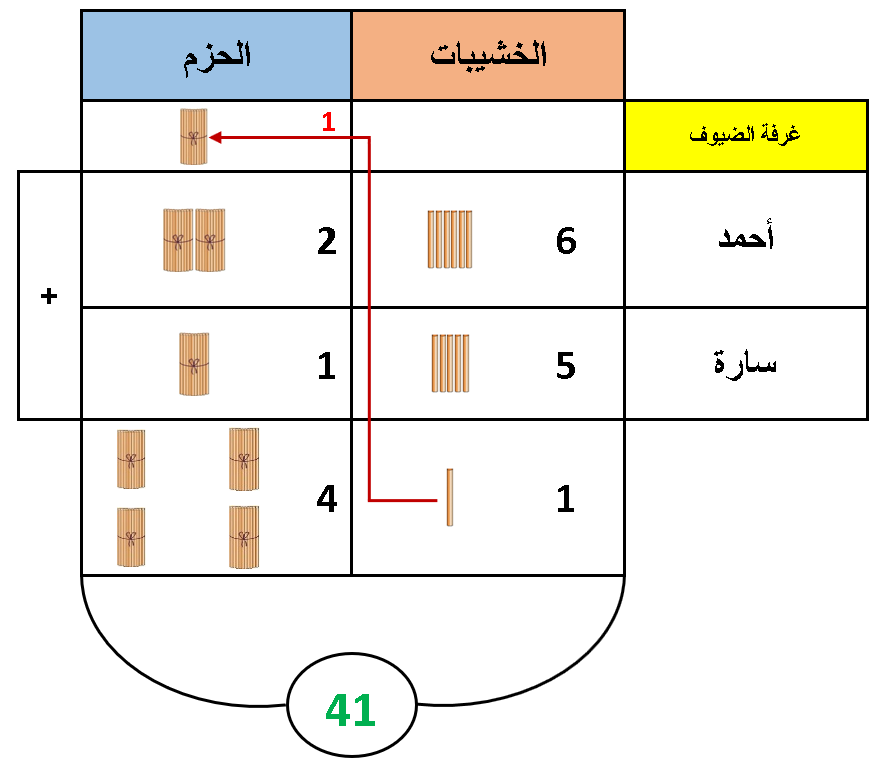 الخشيبات الحزم
غرفة الضيوف 1
أحمد 6 2
+
سارة 5 1
1 4
41